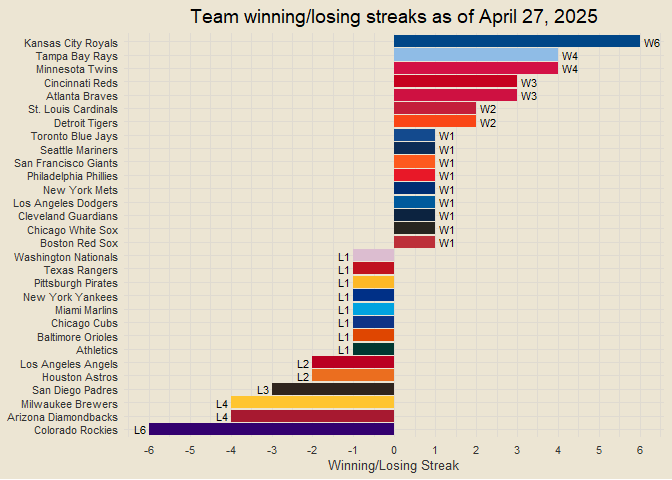 Team winning/losing streaks as of April 27, 2025
Kansas City Royals W6
Tampa Bay Rays W4
Minnesota Twins W4
Cincinnati Reds W3
Atlanta Braves W3
St. Louis Cardinals W2
Detroit Tigers W2
Toronto Blue Jays W1
Seattle Mariners W1
San Francisco Giants W1
Philadelphia Phillies W1
New York Mets W1
Los Angeles Dodgers W1
Cleveland Guardians W1
Chicago White Sox W1
Boston Red Sox W1
Washington Nationals L1
Texas Rangers L1
Pittsburgh Pirates L1
New York Yankees L1
Miami Marlins L1
Chicago Cubs L1
Baltimore Orioles L1
Athletics L1
Los Angeles Angels L2
Houston Astros L2
San Diego Padres L3
Milwaukee Brewers L4
Arizona Diamondbacks L4
Colorado Rockies L6
-6 -5 -4 -3 -2 -1 0 1 2 3 4 5 6
Winning/Losing Streak